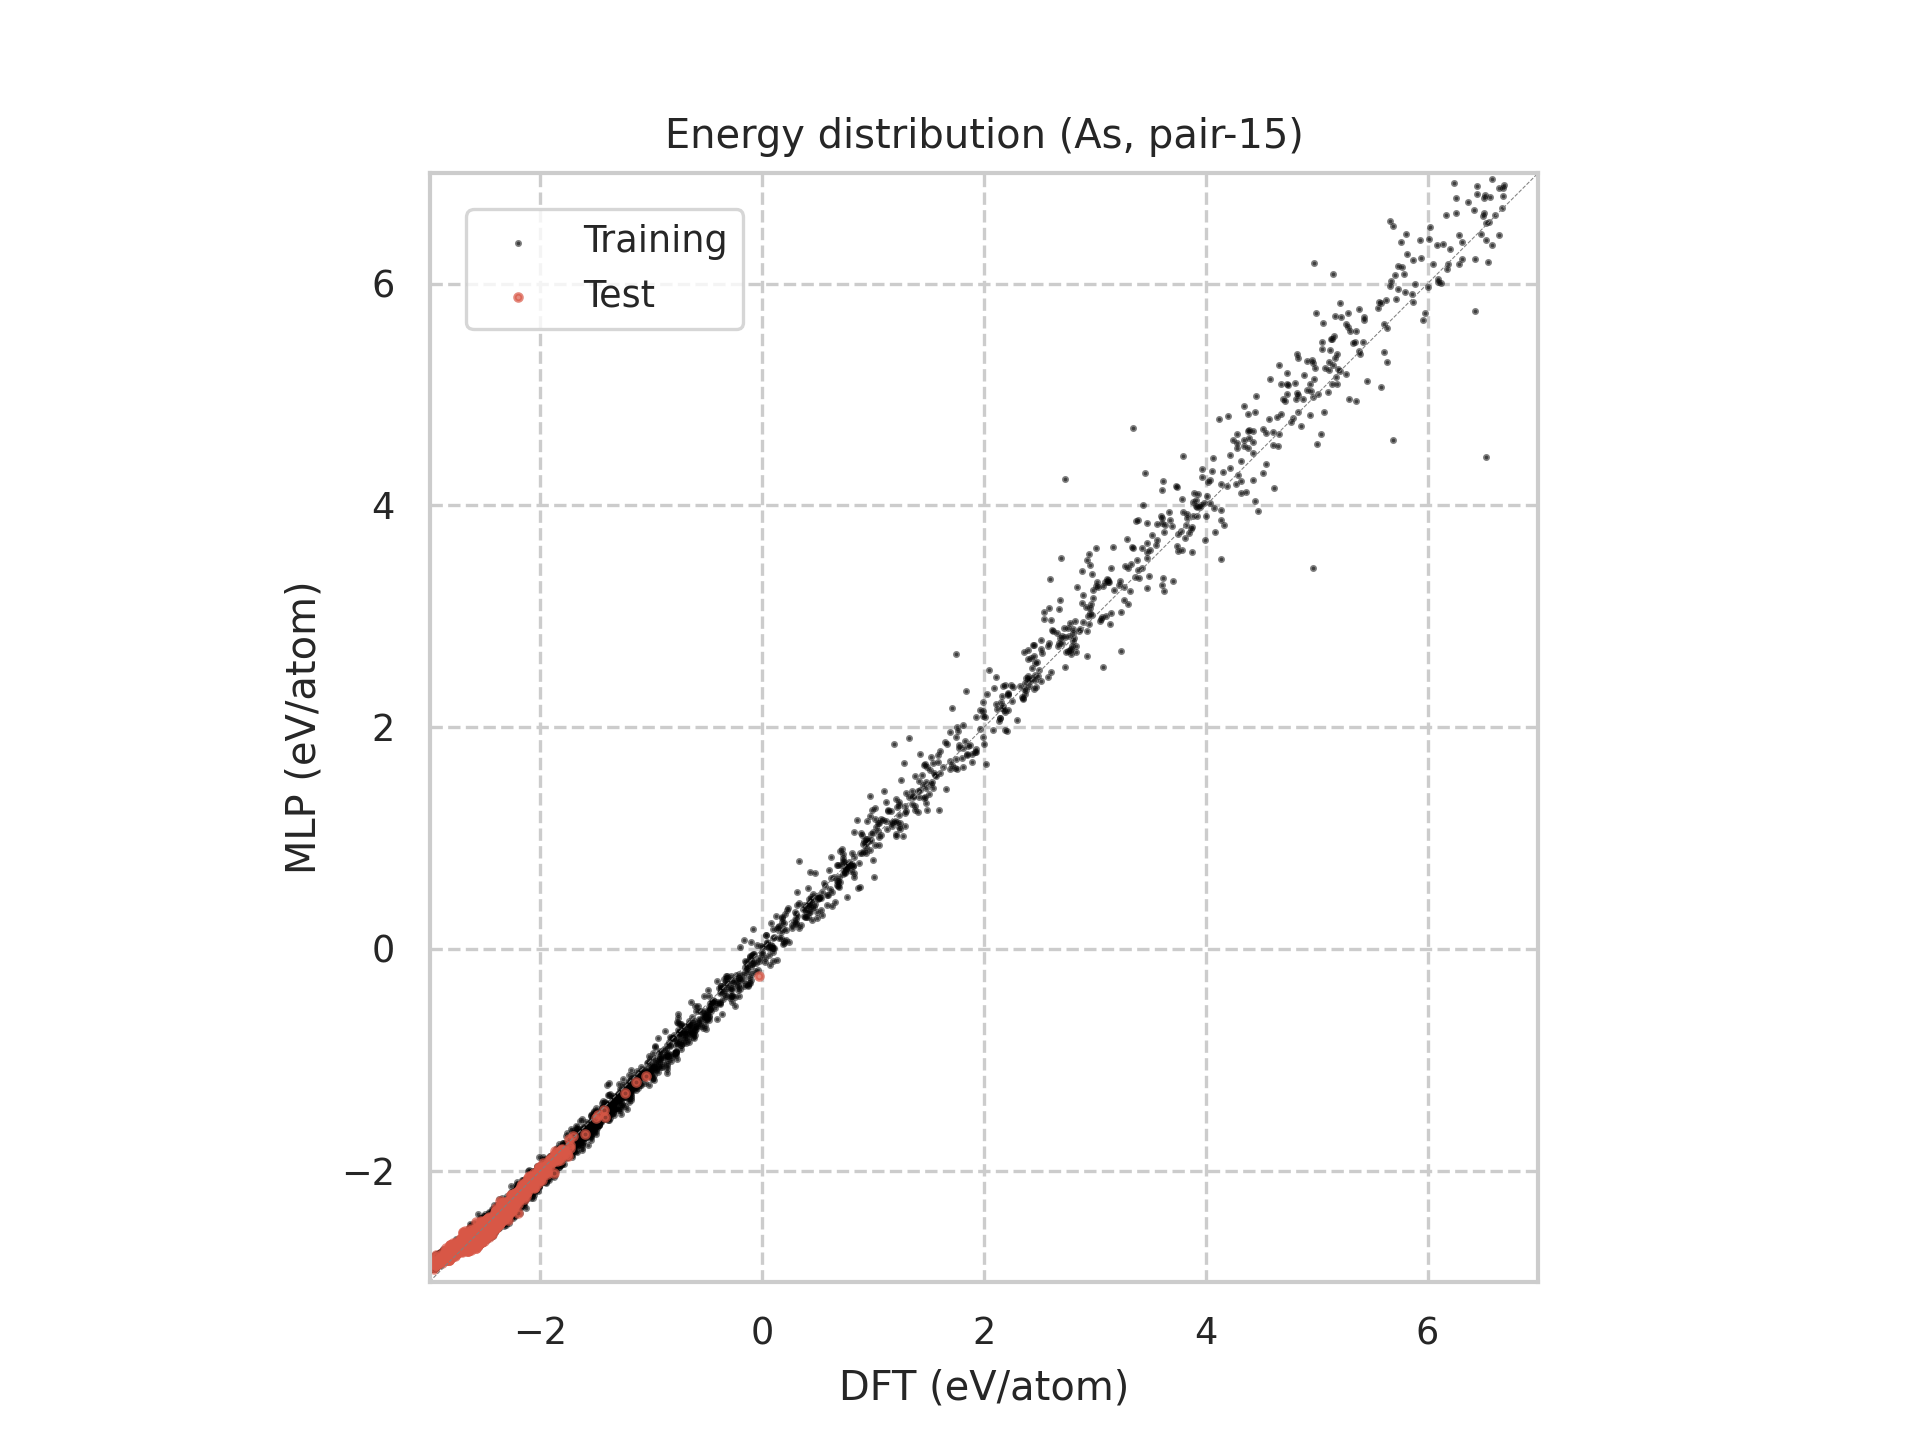 Energy distribution (As, pair-15)
Training
Test
6
4
2
0
−2
MLP (eV/atom)
−2 0 2 4 6
DFT (eV/atom)